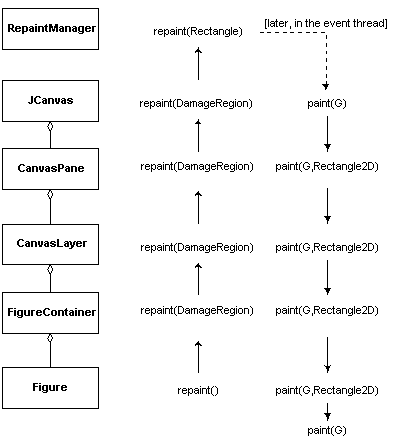 RepaintManager repaint(Rectangle) [later, in the event thread]
JCanvas repaint(DamageRegion) paint(G)
CanvasPane repaint(DamageRegion) paint(G,Rectangle2D)
CanvasLayer repaint(DamageRegion) paint(G,Rectangle2D)
FigureContainer repaint(DamageRegion) paint(G,Rectangle2D)
Figure repaint() paint(G,Rectangle2D)
paint(G)